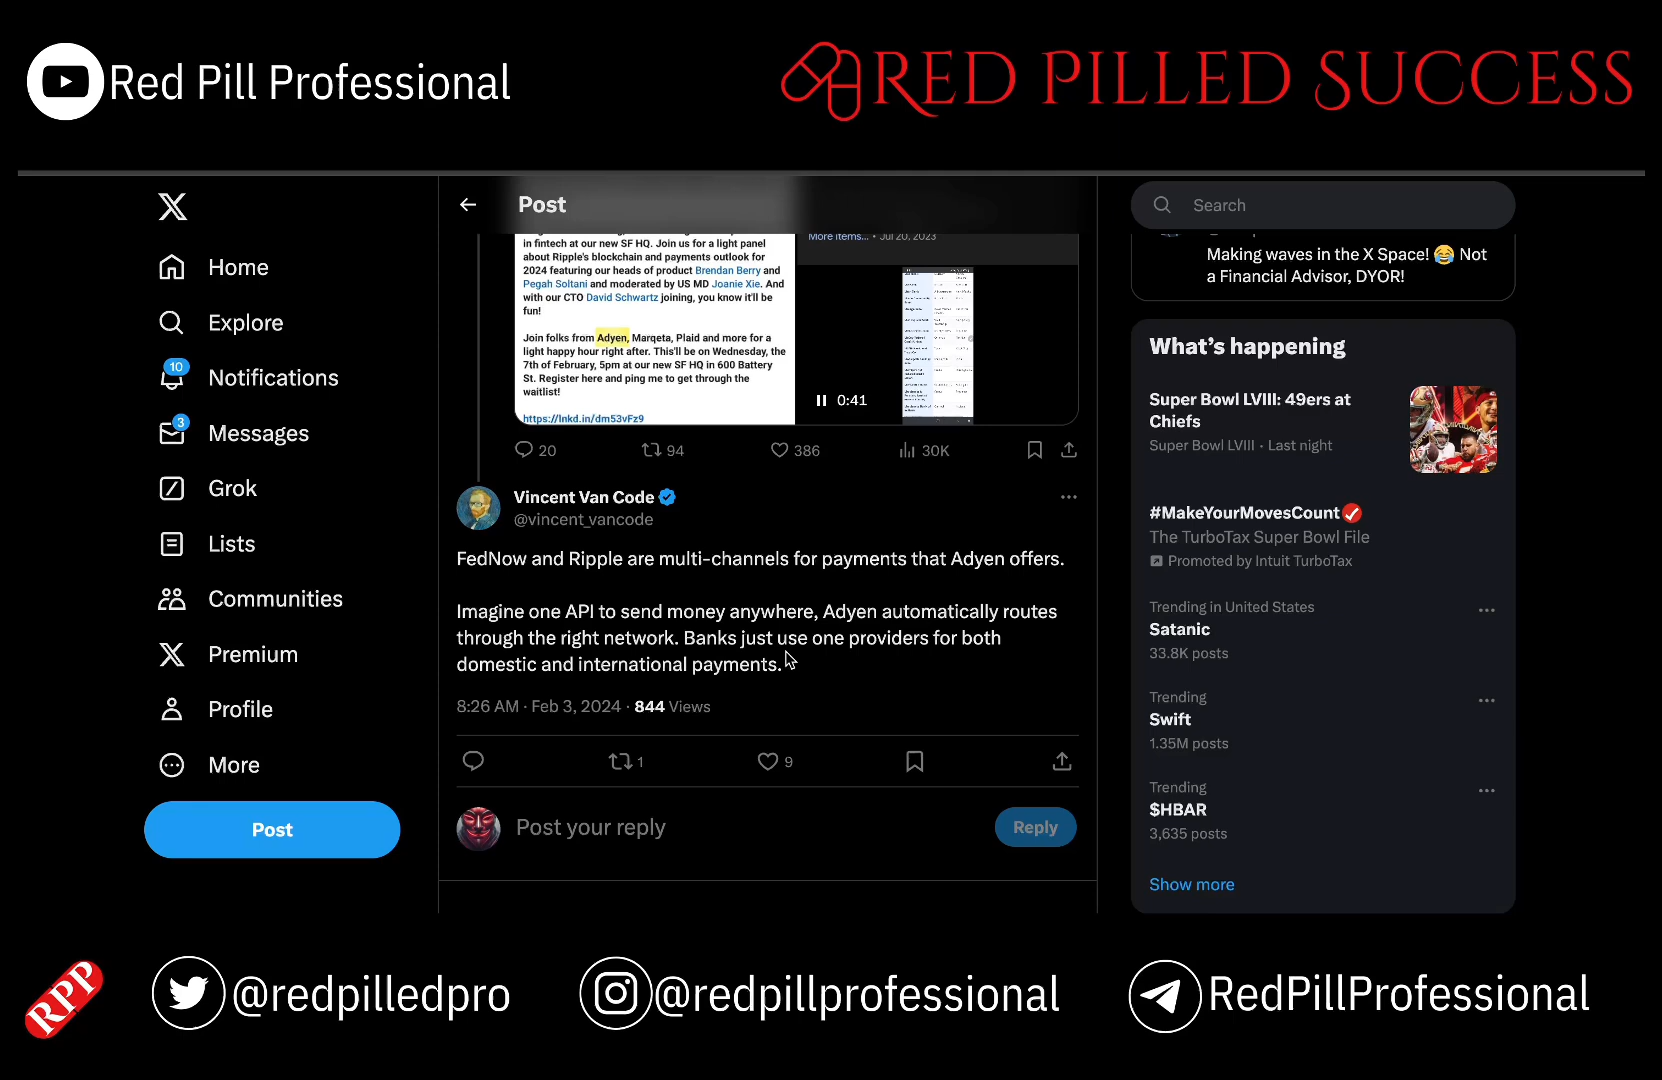 Red Pill Professional
RED PILLED SUCCESS
Home
Explore
10
Notifications
3
Messages
Grok
Lists
Communities
Premium
Profile
More
Post
Post
in fintech at our new SF HQ. Join us for a light panel
about Ripple's blockchain and payments outlook for
2024 featuring our heads of product Brendan Berry and
Pegah Soltani and moderated by US MD Joanie Xie. And
with our CTO David Schwartz joining, you know it'll be
fun!
Join folks from Adyen, Marqeta, Plaid and more for a
light happy hour right after. This'll be on Wednesday, the
7th of February, 5pm at our new SF HQ in 600 Battery
St. Register here and ping me to get through the
waitlist!
https://lnkd.in/dm53vFz9
More items... • Jul 20, 2023
0:41
20 94 386 30K
Vincent Van Code
@vincent_vancode
FedNow and Ripple are multi-channels for payments that Adyen offers.
Imagine one API to send money anywhere, Adyen automatically routes
through the right network. Banks just use one providers for both
domestic and international payments.
8:26 AM · Feb 3, 2024 · 844 Views
1 9
Post your reply
Reply
Search
Making waves in the X Space! 😂 Not
a Financial Advisor, DYOR!
What's happening
Super Bowl LVIII: 49ers at
Chiefs
Super Bowl LVIII · Last night
#MakeYourMovesCount
The TurboTax Super Bowl File
Promoted by Intuit TurboTax
Trending in United States
Satanic
33.8K posts
Trending
Swift
1.35M posts
Trending
$HBAR
3,635 posts
Show more
RPP
@redpilledpro
@redpillprofessional
RedPillProfessional